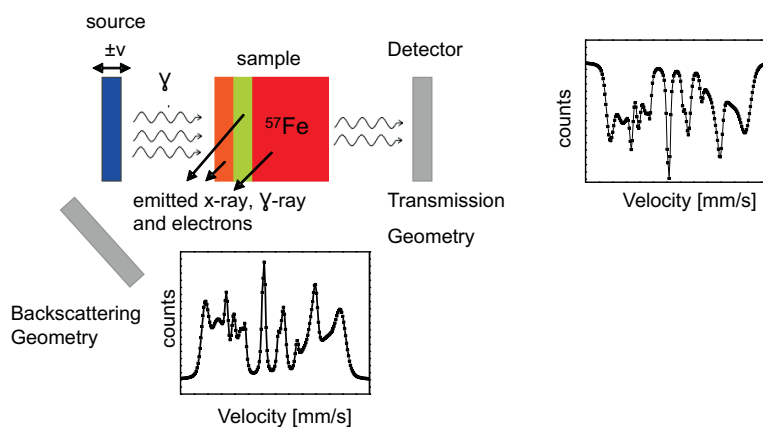 source
±v
γ
sample
Detector
⁵⁷Fe
emitted x-ray, γ-ray
and electrons
Transmission
Geometry
Backscattering
Geometry
counts
Velocity [mm/s]
counts
Velocity [mm/s]